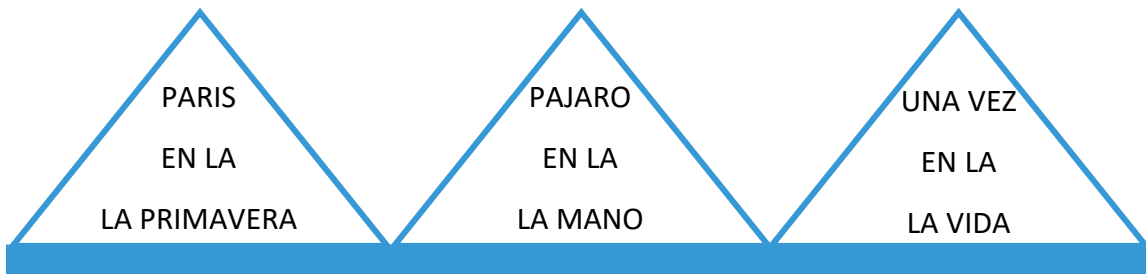 PARIS
EN LA
LA PRIMAVERA
PAJARO
EN LA
LA MANO
UNA VEZ
EN LA
LA VIDA